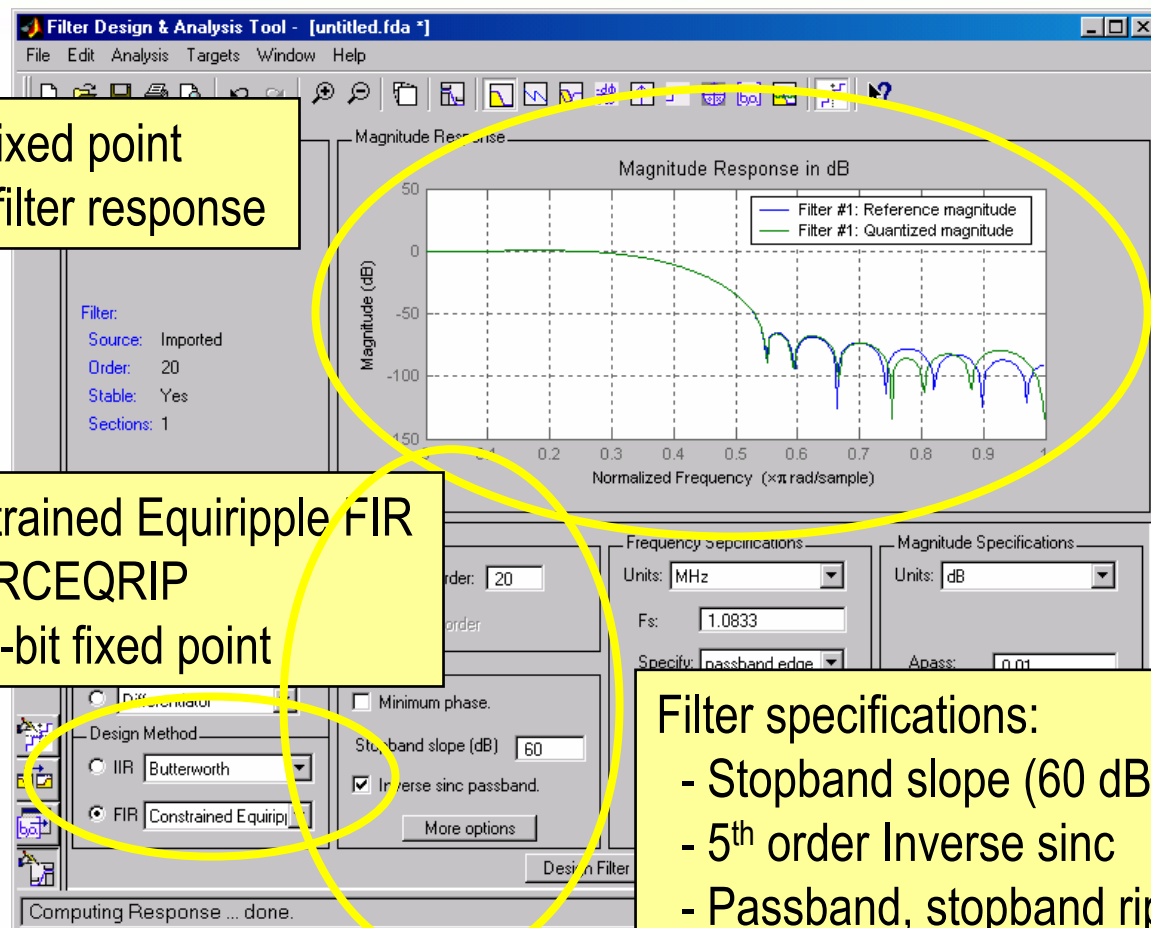 Filter Design & Analysis Tool - [untitled.fda *]
File Edit Analysis Targets Window Help
ixed point
filter response
Magnitude Response
Magnitude Response in dB
Filter #1: Reference magnitude
Filter #1: Quantized magnitude
50
0
-50
-100
-150
Magnitude (dB)
0.1 0.2 0.3 0.4 0.5 0.6 0.7 0.8 0.9 1
Normalized Frequency (×π rad/sample)
Filter:
Source: Imported
Order: 20
Stable: Yes
Sections: 1
trained Equiripple FIR
RCEQRIP
-bit fixed point
rder: 20
order
Frequency Sepcifications
Units: MHz
Fs: 1.0833
Specify: passband edge
Magnitude Specifications
Units: dB
Apass: 0.01
Differentiator
Design Method
IIR Butterworth
FIR Constrained Equirip
Minimum phase.
Stopband slope (dB) 60
Inverse sinc passband.
More options
Design Filter
Filter specifications:
- Stopband slope (60 dB
- 5th order Inverse sinc
- Passband, stopband rip
Computing Response ... done.